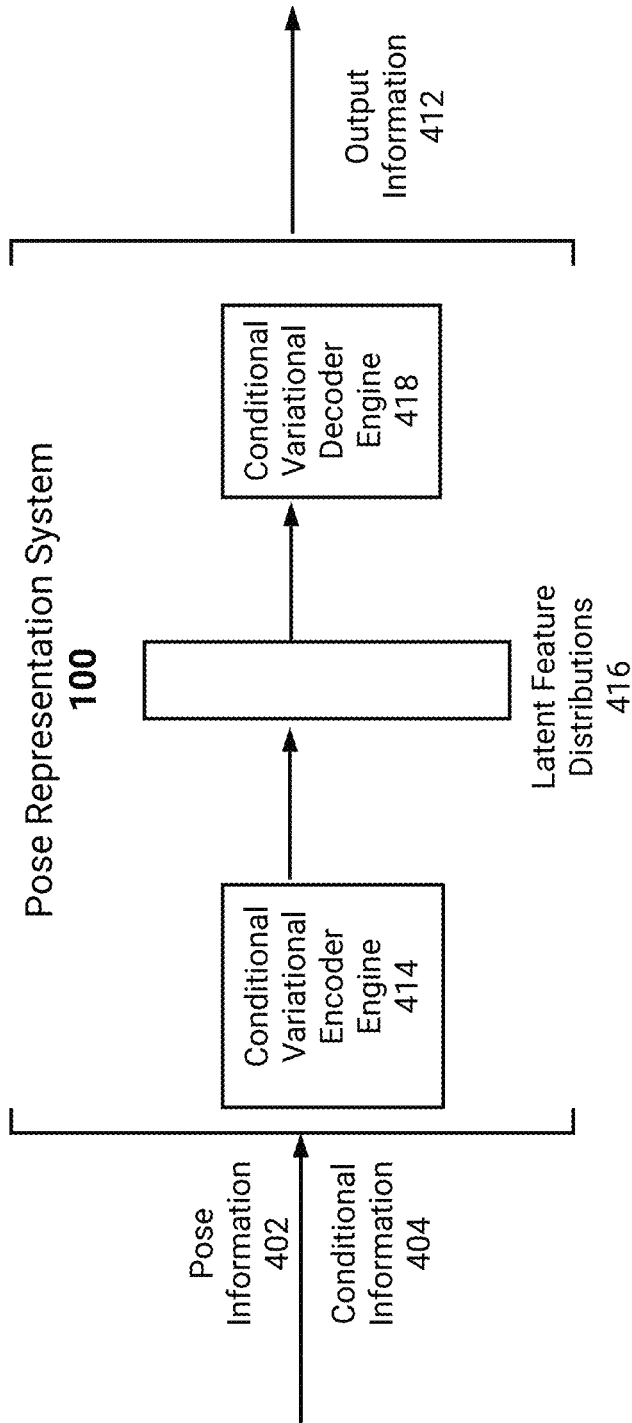 Pose Representation System
100
Pose
Information
402
Conditional
Information
404
Conditional
Variational
Encoder
Engine
414
Latent Feature
Distributions
416
Conditional
Variational
Decoder
Engine
418
Output
Information
412